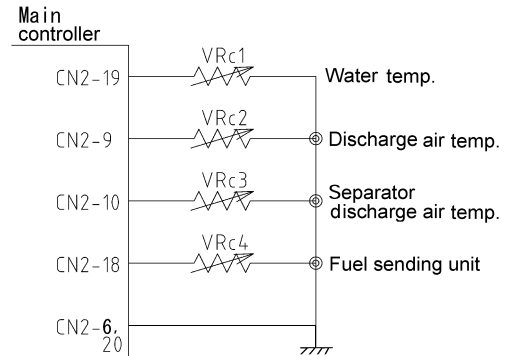 Main
controller
VRc1
CN2-19
Water temp.
VRc2
CN2-9
Discharge air temp.
VRc3
CN2-10
Separator
discharge air temp.
VRc4
CN2-18
Fuel sending unit
CN2-6,
20